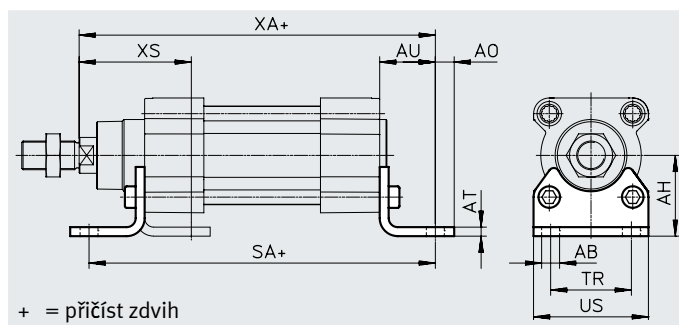 XA+
XS
AU
AO
AT
AH
SA+
AB
TR
US
+ = přičíst zdvih